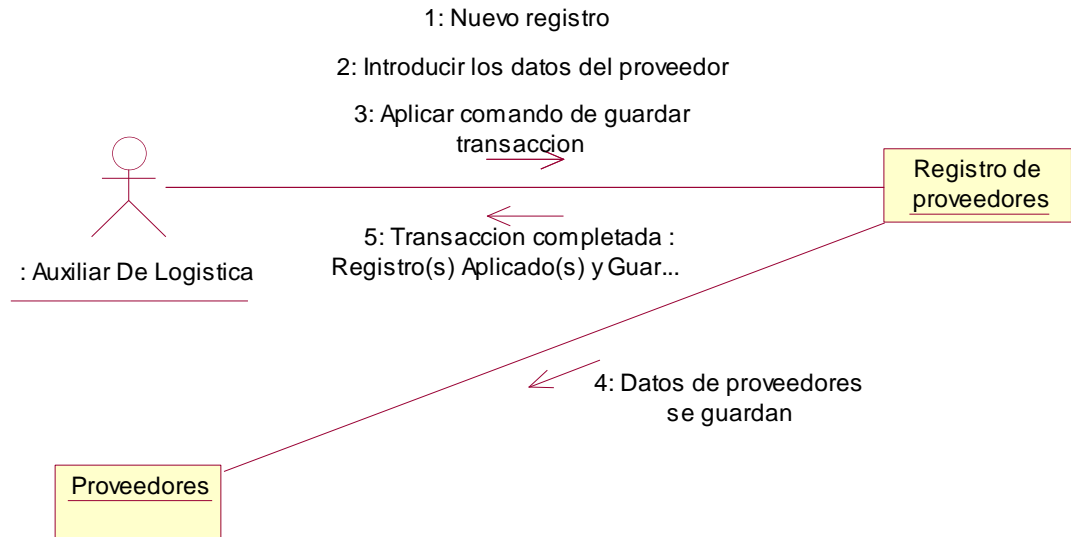 1: Nuevo registro
2: Introducir los datos del proveedor
3: Aplicar comando de guardar
transaccion
Registro de
proveedores
5: Transaccion completada :
Registro(s) Aplicado(s) y Guar...
: Auxiliar De Logistica
4: Datos de proveedores
se guardan
Proveedores